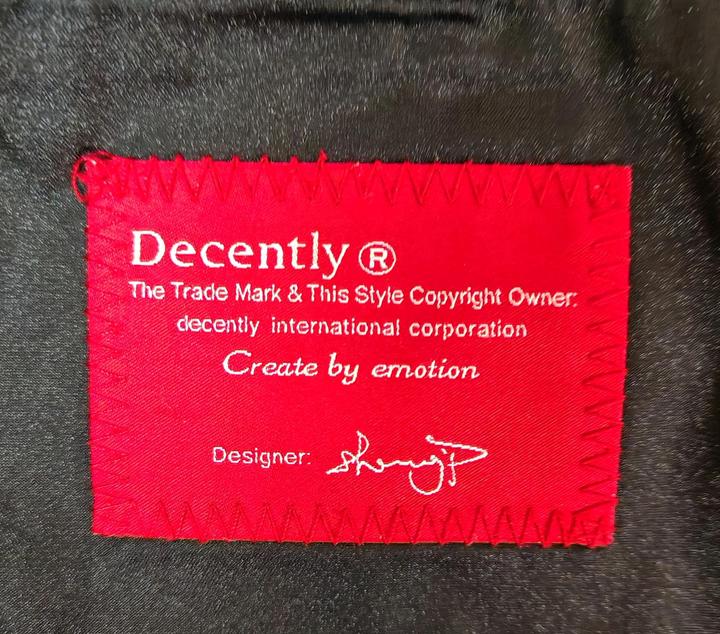 Decently ®
The Trade Mark & This Style Copyright Owner:
decently international corporation
Create by emotion
Designer: